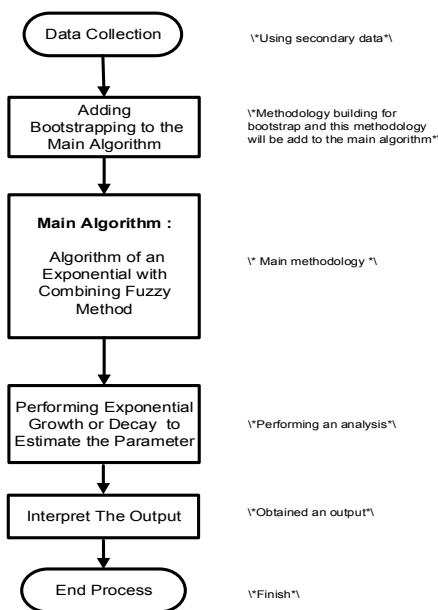 Data Collection
\*Using secondary data*\
Adding
Bootstrapping to the
Main Algorithm
\*Methodology building for
bootstrap and this methodology
will be add to the main algorithm*\
Main Algorithm :
Algorithm of an
Exponential with
Combining Fuzzy
Method
\* Main methodology *\
Performing Exponential
Growth or Decay to
Estimate the Parameter
\*Performing an analysis*\
Interpret The Output
\*Obtained an output*\
End Process
\*Finish*\